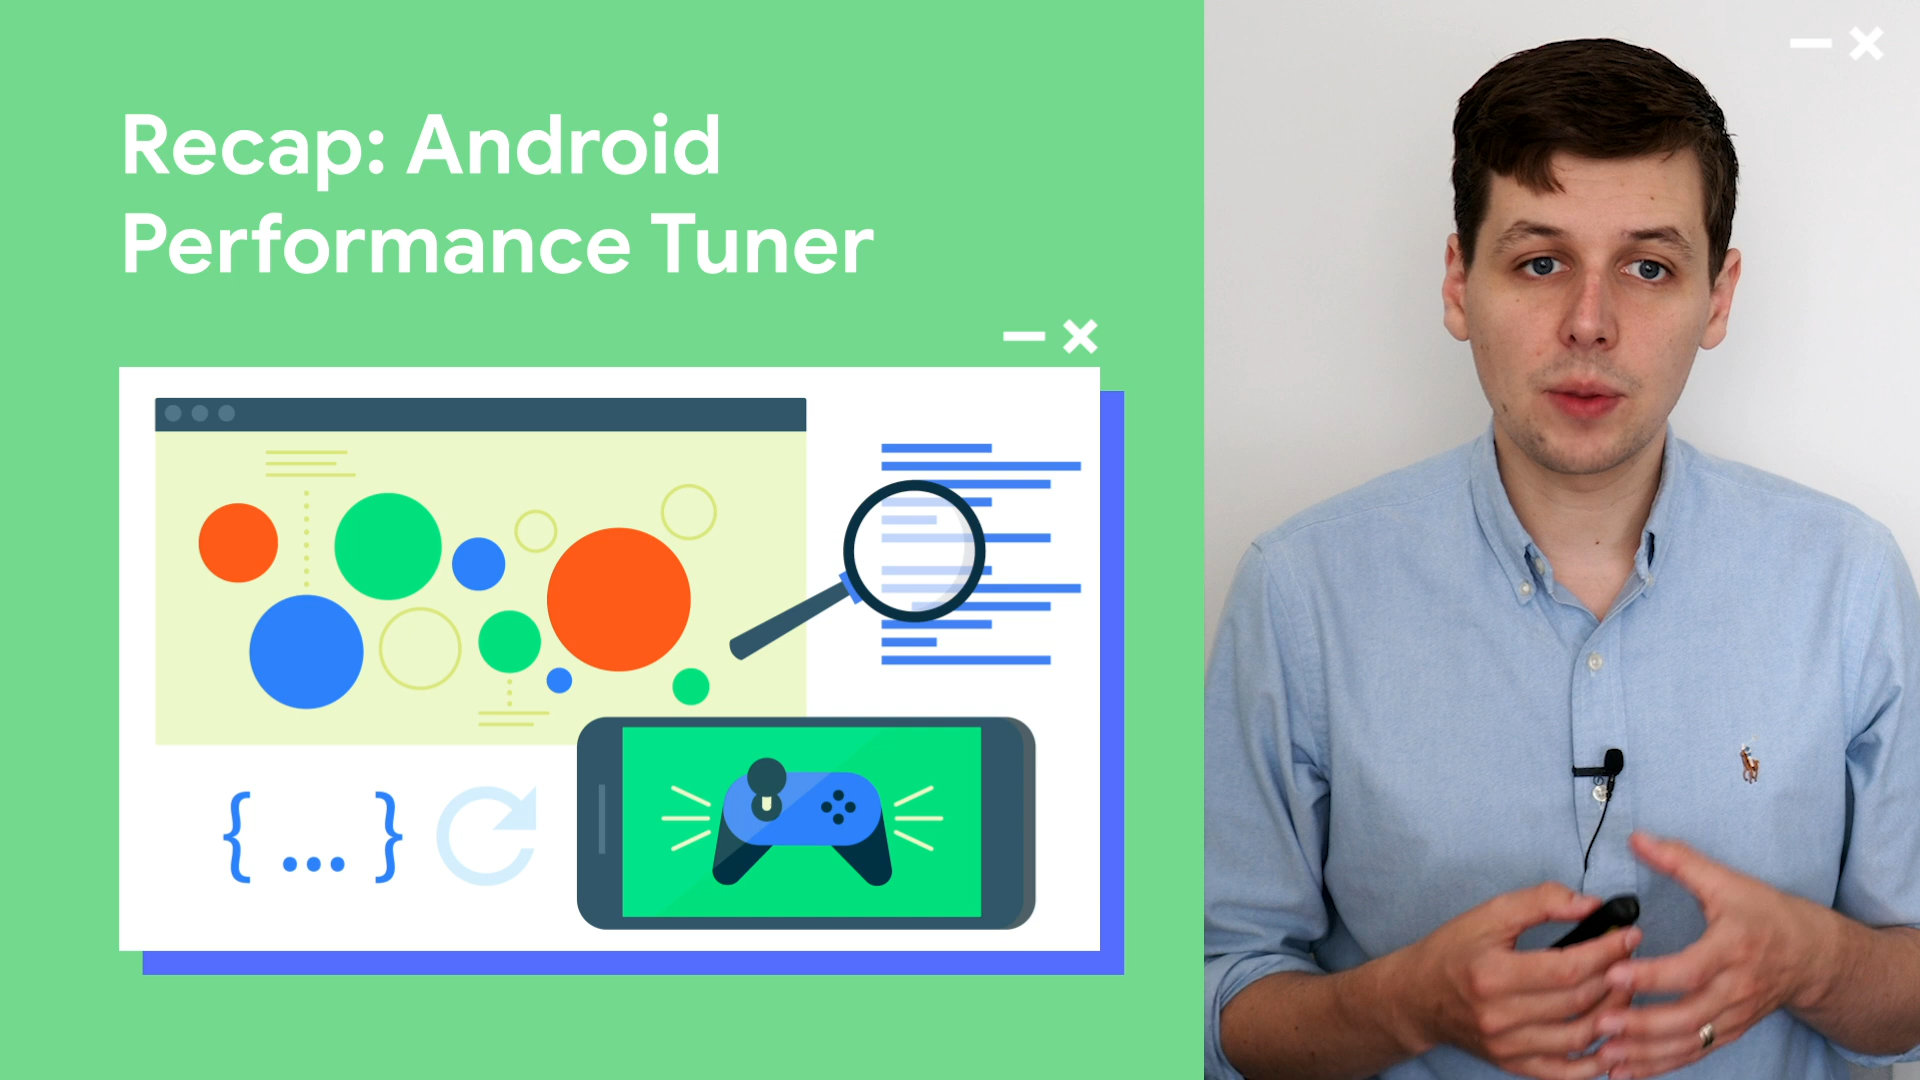 Recap: Android
Performance Tuner
{ ... }